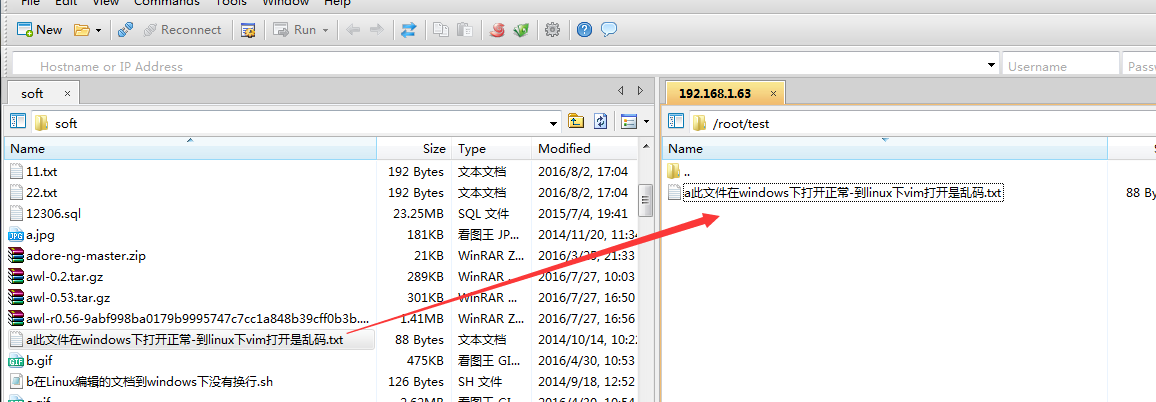 File Edit View Commands Tools Window Help
New Reconnect Run
Hostname or IP Address Username
soft 192.168.1.63
soft /root/test
Name Size Type Modified Name
11.txt 192 Bytes 文本文档 2016/8/2, 17:04 ..
22.txt 192 Bytes 文本文档 2016/8/2, 17:04 a此文件在windows下打开正常-到linux下vim打开是乱码.txt
12306.sql 23.25MB SQL 文件 2015/7/4, 19:41
a.jpg 181KB 看图王 JP... 2014/11/20, 11:34
adore-ng-master.zip 21KB WinRAR Z... 2016/3/25, 21:33
awl-0.2.tar.gz 289KB WinRAR ... 2016/7/27, 10:03
awl-0.53.tar.gz 301KB WinRAR ... 2016/7/27, 16:50
awl-r0.56-9abf998ba0179b9995747c7cc1a848b39cff0b3b.... 1.41MB WinRAR ... 2016/7/27, 16:56
a此文件在windows下打开正常-到linux下vim打开是乱码.txt 88 Bytes 文本文档 2014/10/14, 10:22
b.gif 475KB 看图王 GI... 2016/4/30, 10:53
b在Linux编辑的文档到windows下没有换行.sh 126 Bytes SH 文件 2014/9/18, 12:52